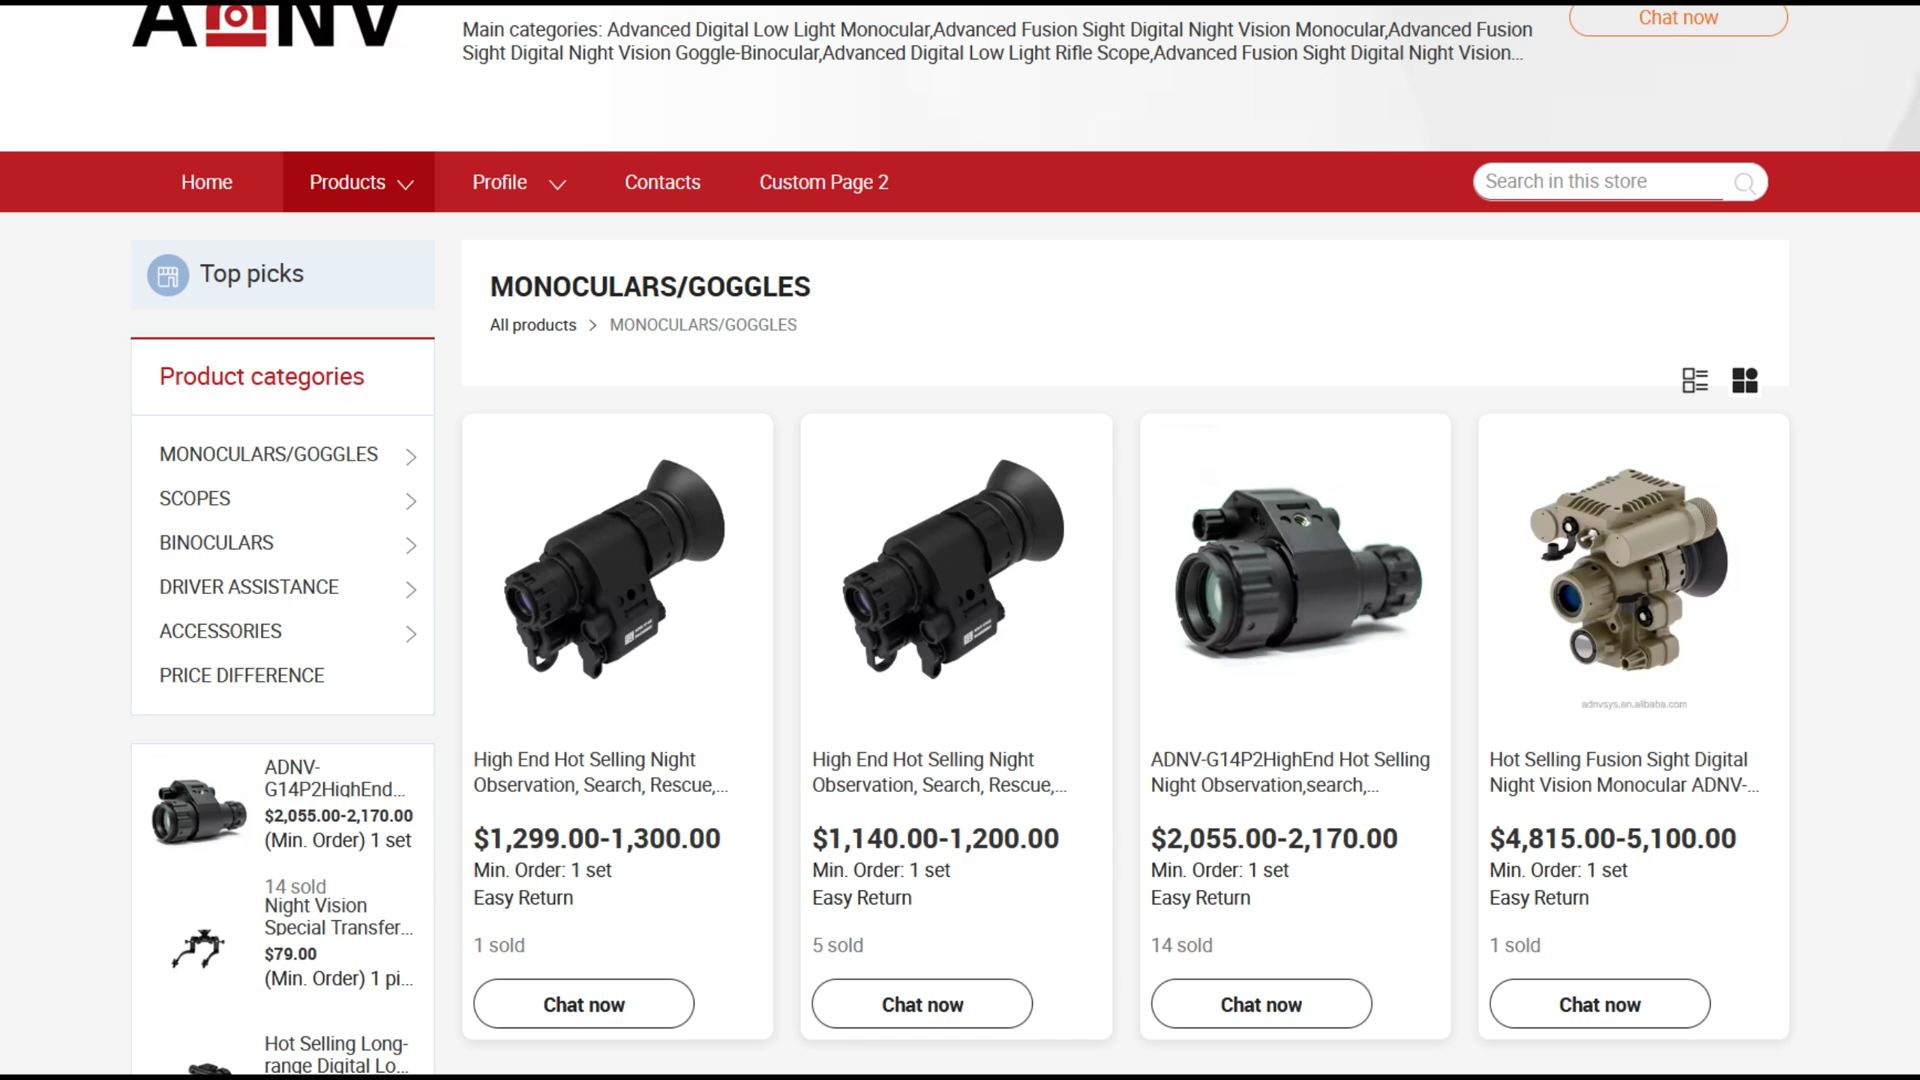 ADNV
Main categories: Advanced Digital Low Light Monocular,Advanced Fusion Sight Digital Night Vision Monocular,Advanced Fusion
Sight Digital Night Vision Goggle-Binocular,Advanced Digital Low Light Rifle Scope,Advanced Fusion Sight Digital Night Vision...
Chat now
Home
Products
Profile
Contacts
Custom Page 2
Search in this store
Top picks
Product categories
MONOCULARS/GOGGLES
SCOPES
BINOCULARS
DRIVER ASSISTANCE
ACCESSORIES
PRICE DIFFERENCE
ADNV-
G14P2HighEnd...
$2,055.00-2,170.00
(Min. Order) 1 set
14 sold
Night Vision
Special Transfer...
$79.00
(Min. Order) 1 pi...
Hot Selling Long-
range Digital Lo...
MONOCULARS/GOGGLES
All products > MONOCULARS/GOGGLES
High End Hot Selling Night
Observation, Search, Rescue,...
$1,299.00-1,300.00
Min. Order: 1 set
Easy Return
1 sold
Chat now
High End Hot Selling Night
Observation, Search, Rescue,...
$1,140.00-1,200.00
Min. Order: 1 set
Easy Return
5 sold
Chat now
ADNV-G14P2HighEnd Hot Selling
Night Observation,search,...
$2,055.00-2,170.00
Min. Order: 1 set
Easy Return
14 sold
Chat now
adnvsys.en.alibaba.com
Hot Selling Fusion Sight Digital
Night Vision Monocular ADNV-...
$4,815.00-5,100.00
Min. Order: 1 set
Easy Return
1 sold
Chat now